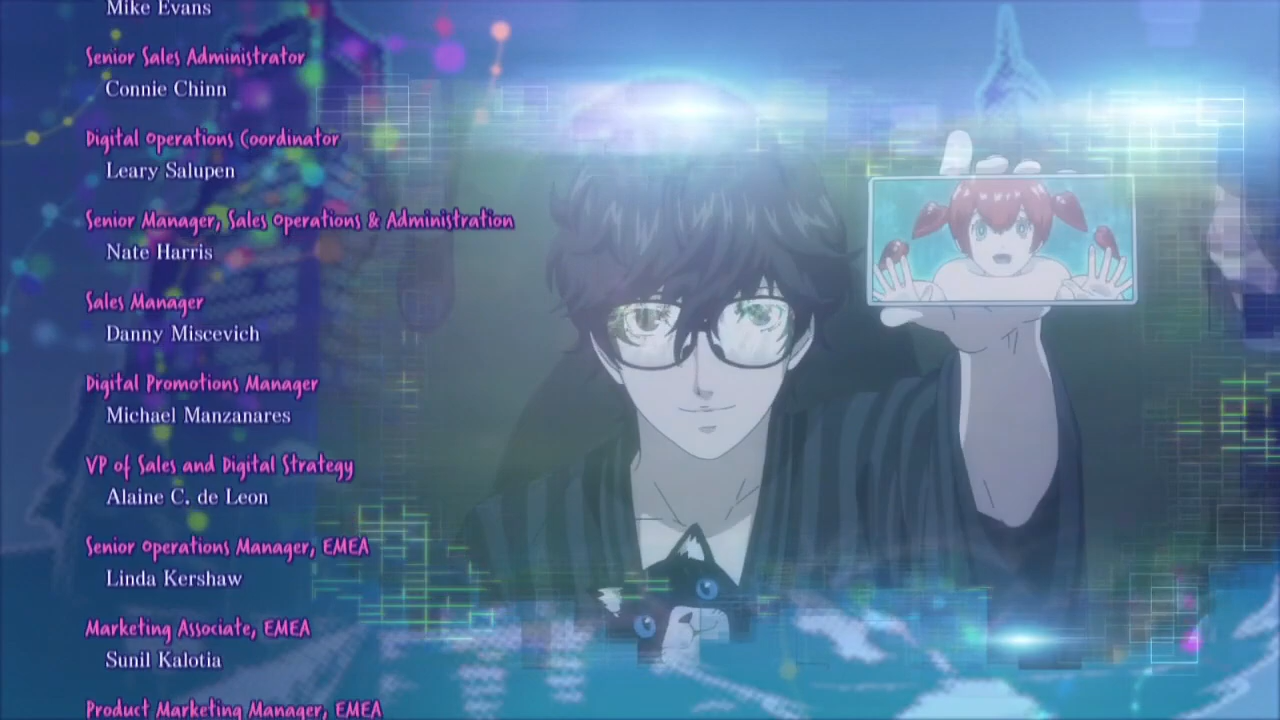 Mike Evans
Senior Sales Administrator
Connie Chinn
Digital Operations Coordinator
Leary Salupen
Senior Manager, Sales Operations & Administration
Nate Harris
Sales Manager
Danny Miscevich
Digital Promotions Manager
Michael Manzanares
VP of Sales and Digital Strategy
Alaine C. de Leon
Senior Operations Manager, EMEA
Linda Kershaw
Marketing Associate, EMEA
Sunil Kalotia
Product Marketing Manager, EMEA